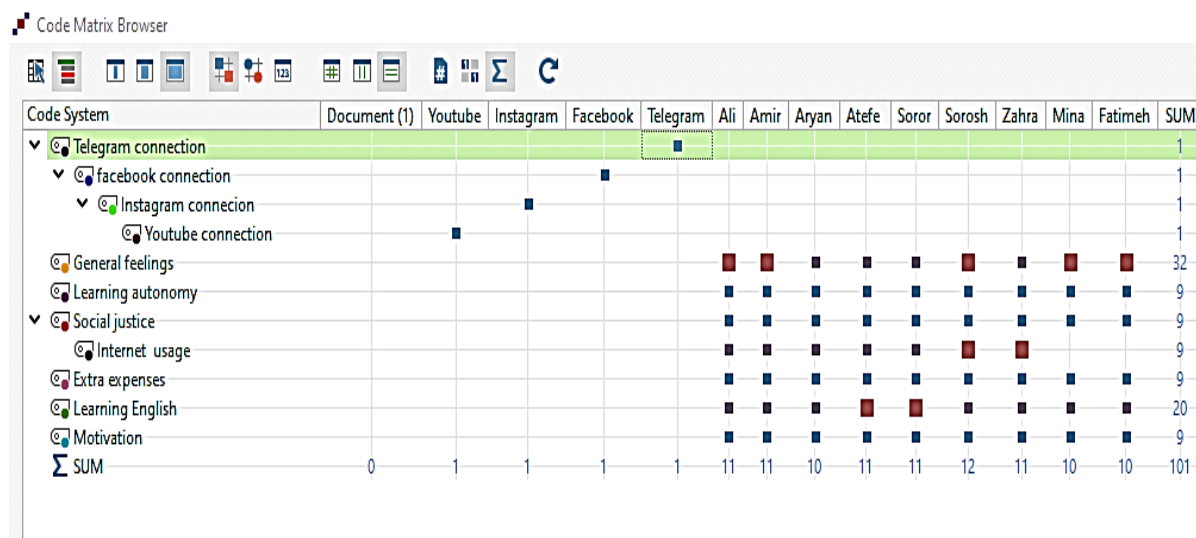 Code Matrix Browser
123
Code System Document (1) Youtube Instagram Facebook Telegram Ali Amir Aryan Atefe Soror Sorosh Zahra Mina Fatimeh SUM
Telegram connection 1
facebook connection 1
Instagram connecion 1
Youtube connection 1
General feelings 32
Learning autonomy 9
Social justice 9
Internet usage 9
Extra expenses 9
Learning English 20
Motivation 9
Σ SUM 0 1 1 1 1 11 11 10 11 11 12 11 10 10 101